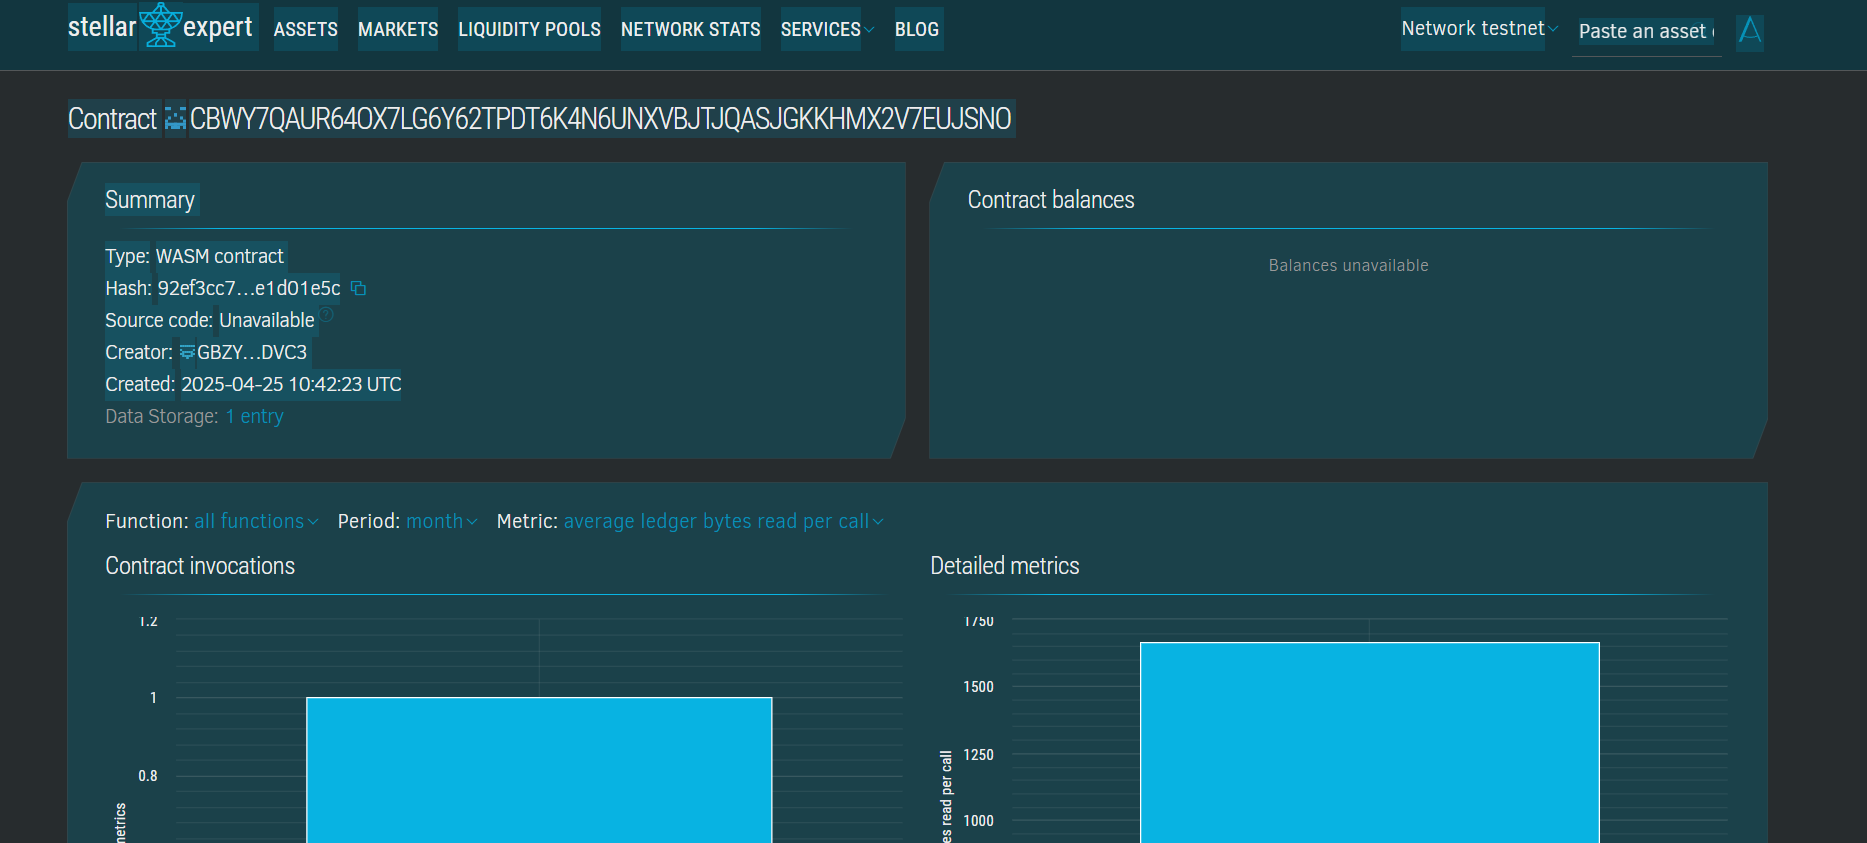 stellar expert ASSETS MARKETS LIQUIDITY POOLS NETWORK STATS SERVICES BLOG Network testnet Paste an asset
Contract CBWY7QAUR64OX7LG6Y62TPDT6K4N6UNXVBJTJQASJGKKHMX2V7EUJSNO
Summary
Type: WASM contract
Hash: 92ef3cc7…e1d01e5c
Source code: Unavailable
Creator: GBZY…DVC3
Created: 2025-04-25 10:42:23 UTC
Data Storage: 1 entry
Contract balances
Balances unavailable
Function: all functions Period: month Metric: average ledger bytes read per call
Contract invocations
1.2
1
0.8
Detailed metrics
1750
1500
1250
1000
read per call